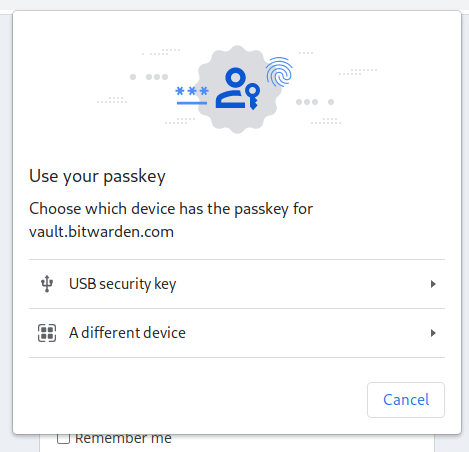 ***
Use your passkey
Choose which device has the passkey for
vault.bitwarden.com
USB security key
A different device
Cancel
Remember me